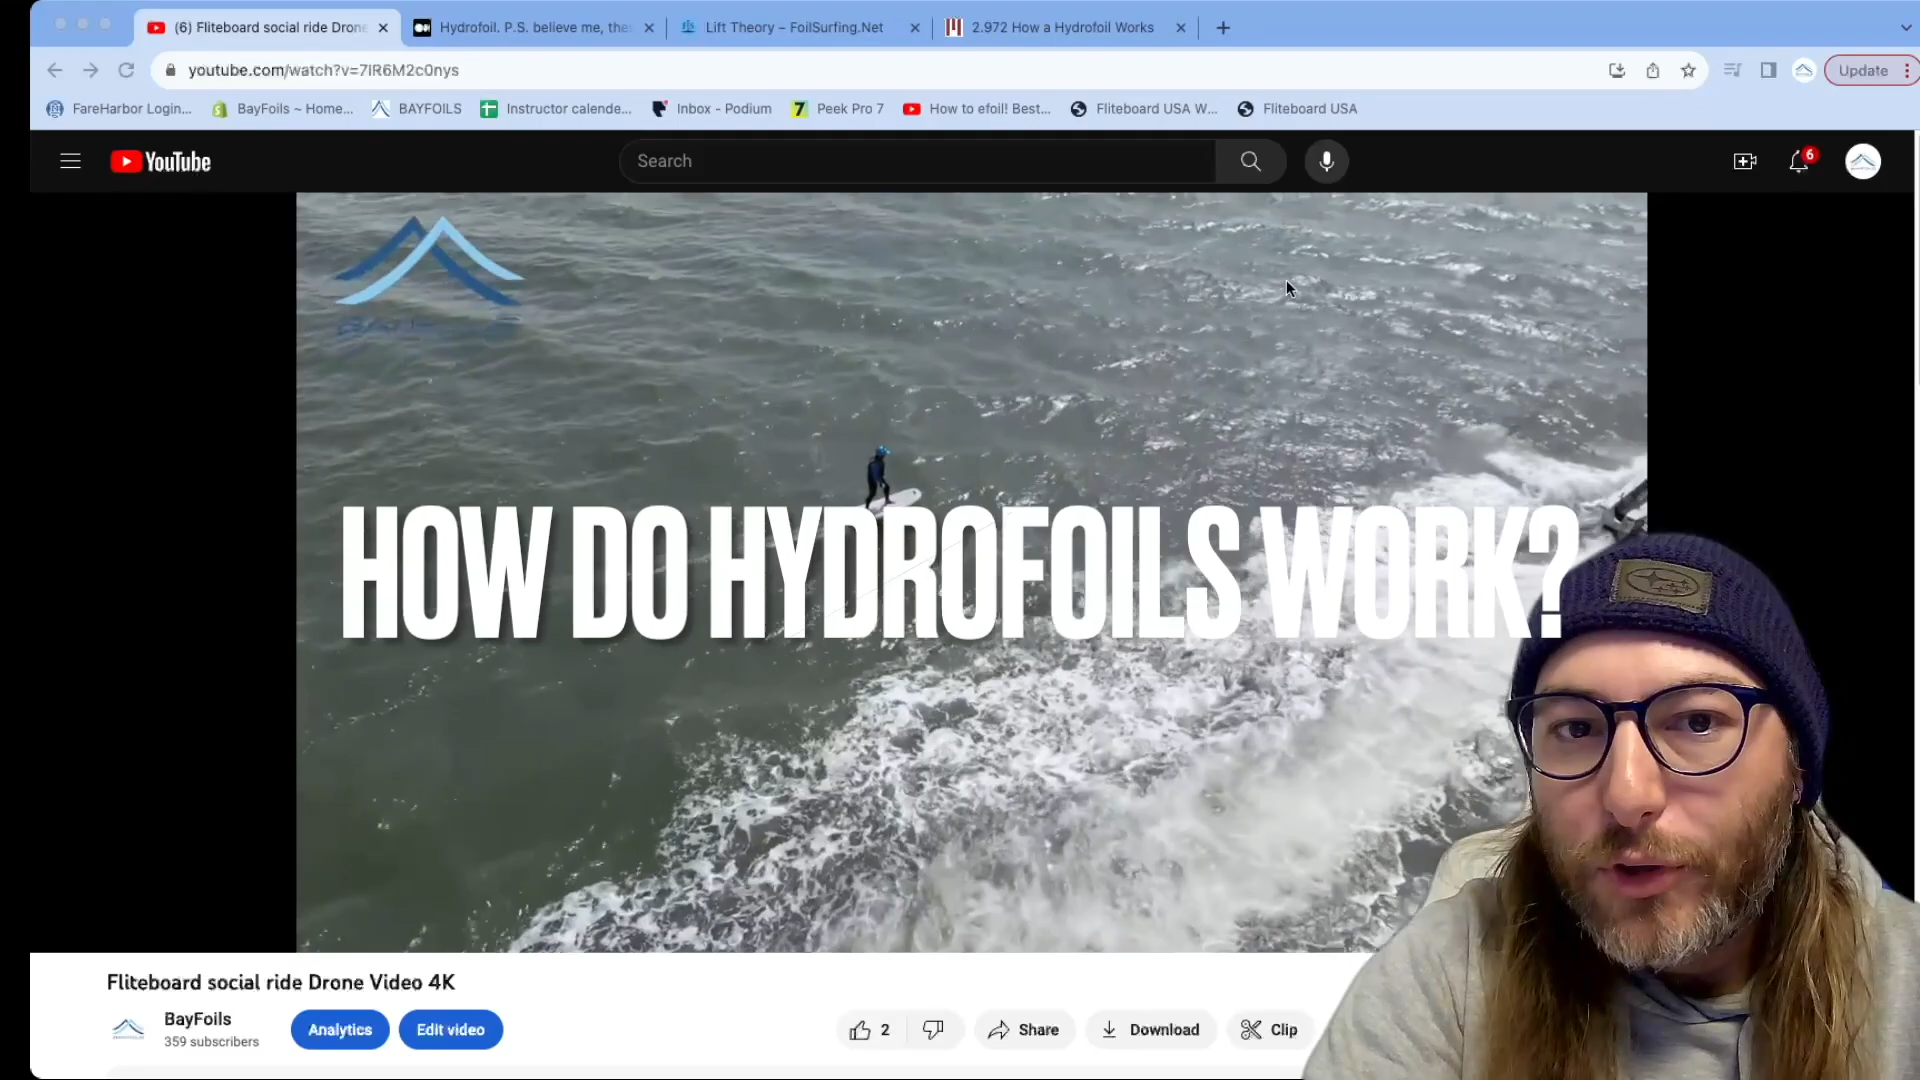 (6) Fliteboard social ride Drone
Hydrofoil. P.S. believe me, the
Lift Theory – FoilSurfing.Net
2.972 How a Hydrofoil Works
youtube.com/watch?v=7IR6M2c0nys
Update
FareHarbor Login...
BayFoils ~ Home...
BAYFOILS
Instructor calende...
Inbox - Podium
7
Peek Pro 7
How to efoil! Best...
Fliteboard USA W...
Fliteboard USA
YouTube
Search
6
HOW DO HYDROFOILS WORK?
Fliteboard social ride Drone Video 4K
BayFoils
359 subscribers
Analytics
Edit video
2
Share
Download
Clip